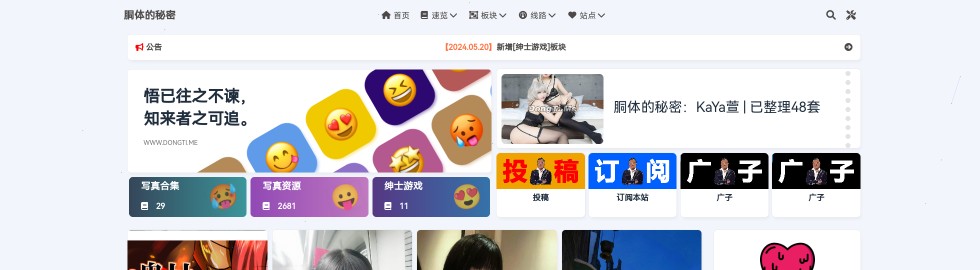 胴体的秘密
首页
速览
板块
线路
站点
公告
【2024.05.20】新增[绅士游戏]板块
悟已往之不谏，
知来者之可追。
WWW.DONGTI.ME
胴体的秘密：KaYa萱 | 已整理48套
写真合集
29
写真资源
2681
绅士游戏
11
投 稿
订 阅
广 子
广 子
投稿
订阅本站
广子
广子